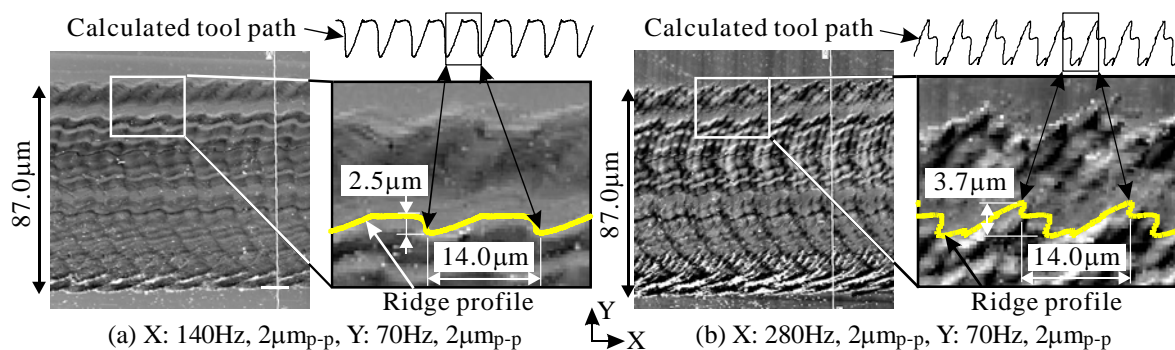 Calculated tool path
87.0μm
2.5μm
14.0μm
Ridge profile
(a) X: 140Hz, 2μmp-p, Y: 70Hz, 2μmp-p
Y
X
Calculated tool path
87.0μm
3.7μm
14.0μm
Ridge profile
(b) X: 280Hz, 2μmp-p, Y: 70Hz, 2μmp-p